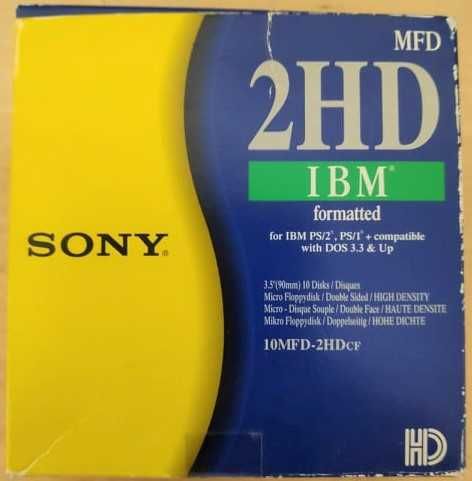 MFD
2HD
IBM®
formatted
for IBM PS/2®, PS/1® + compatible
with DOS 3.3 & Up
SONY®
3.5"(90mm) 10 Disks / Disques
Micro Floppydisk / Double Sided / HIGH DENSITY
Micro - Disque Souple / Double Face / HAUTE DENSITE
Mikro Floppydisk / Doppelseitig / HOHE DICHTE
10MFD-2HDCF
HD